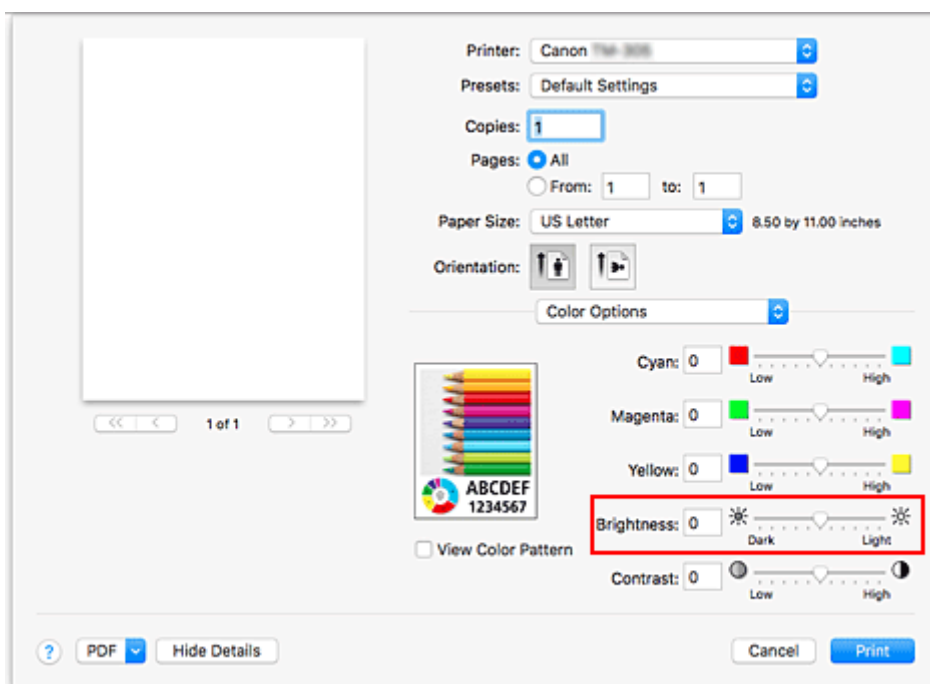 Printer: Canon
Presets: Default Settings
Copies: 1
Pages: All
From: 1 to: 1
Paper Size: US Letter 8.50 by 11.00 inches
Orientation:
Color Options
Cyan: 0
Low High
Magenta: 0
Low High
Yellow: 0
Low High
Brightness: 0
Dark Light
Contrast: 0
Low High
<< < 1 of 1 > >>
ABCDEF
1234567
View Color Pattern
? PDF Hide Details Cancel Print